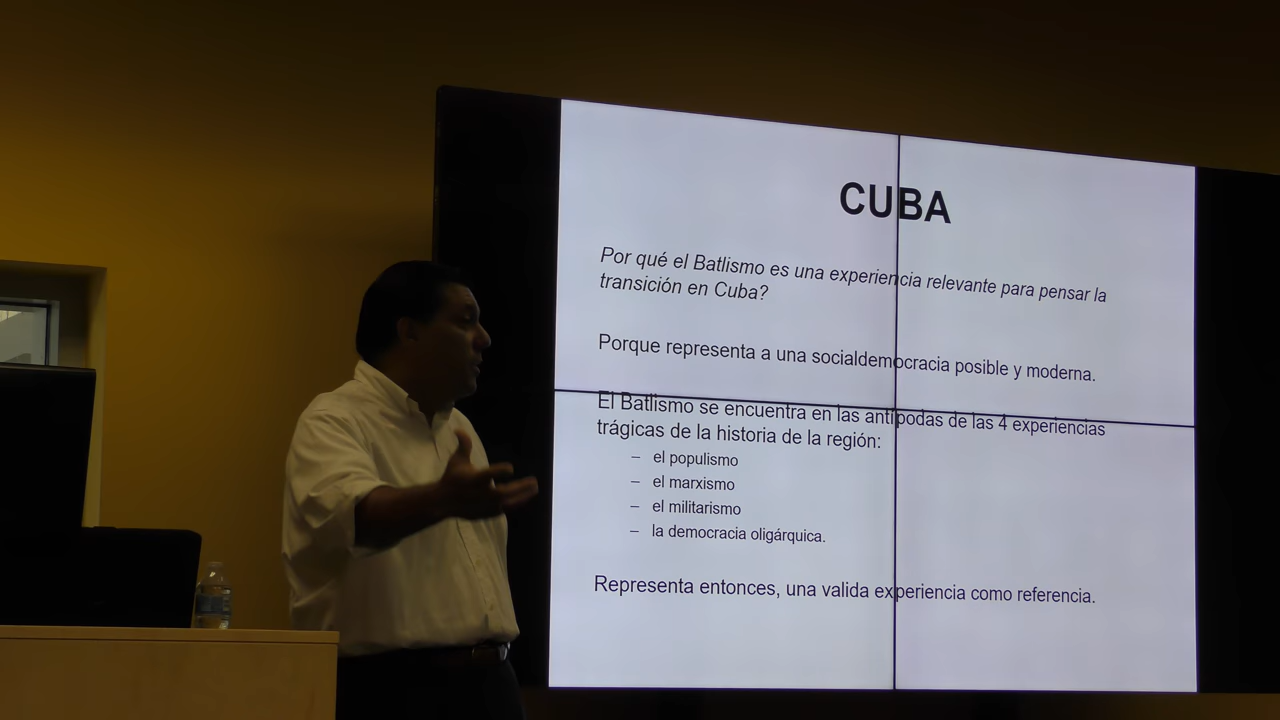 CUBA
Por qué el Batlismo es una experiencia relevante para pensar la
transición en Cuba?
Porque representa a una socialdemocracia posible y moderna.
El Batlismo se encuentra en las antípodas de las 4 experiencias
trágicas de la historia de la región:
– el populismo
– el marxismo
– el militarismo
– la democracia oligárquica.
Representa entonces, una valida experiencia como referencia.